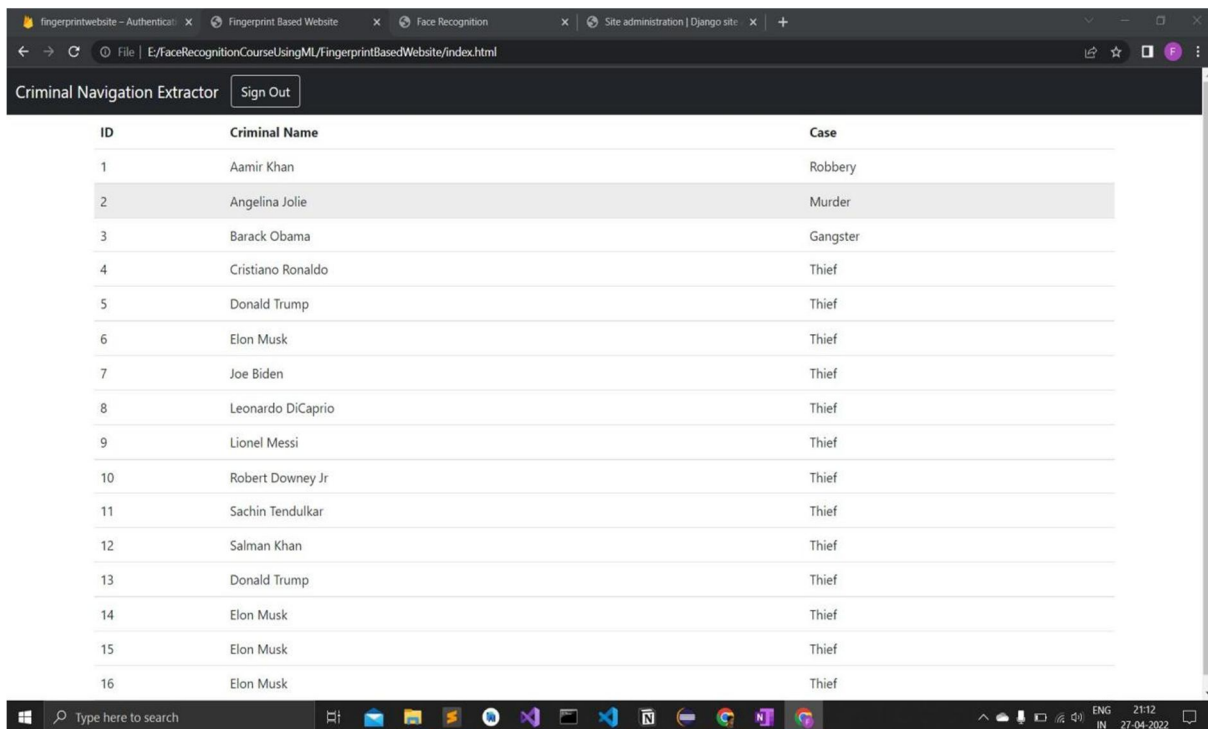 fingerprintwebsite – Authenticati Fingerprint Based Website Face Recognition Site administration | Django site
File | E:/FaceRecognitionCourseUsingML/FingerprintBasedWebsite/index.html F
Criminal Navigation Extractor Sign Out
ID Criminal Name Case
1 Aamir Khan Robbery
2 Angelina Jolie Murder
3 Barack Obama Gangster
4 Cristiano Ronaldo Thief
5 Donald Trump Thief
6 Elon Musk Thief
7 Joe Biden Thief
8 Leonardo DiCaprio Thief
9 Lionel Messi Thief
10 Robert Downey Jr Thief
11 Sachin Tendulkar Thief
12 Salman Khan Thief
13 Donald Trump Thief
14 Elon Musk Thief
15 Elon Musk Thief
16 Elon Musk Thief
Type here to search ENG 21:12
IN 27-04-2022